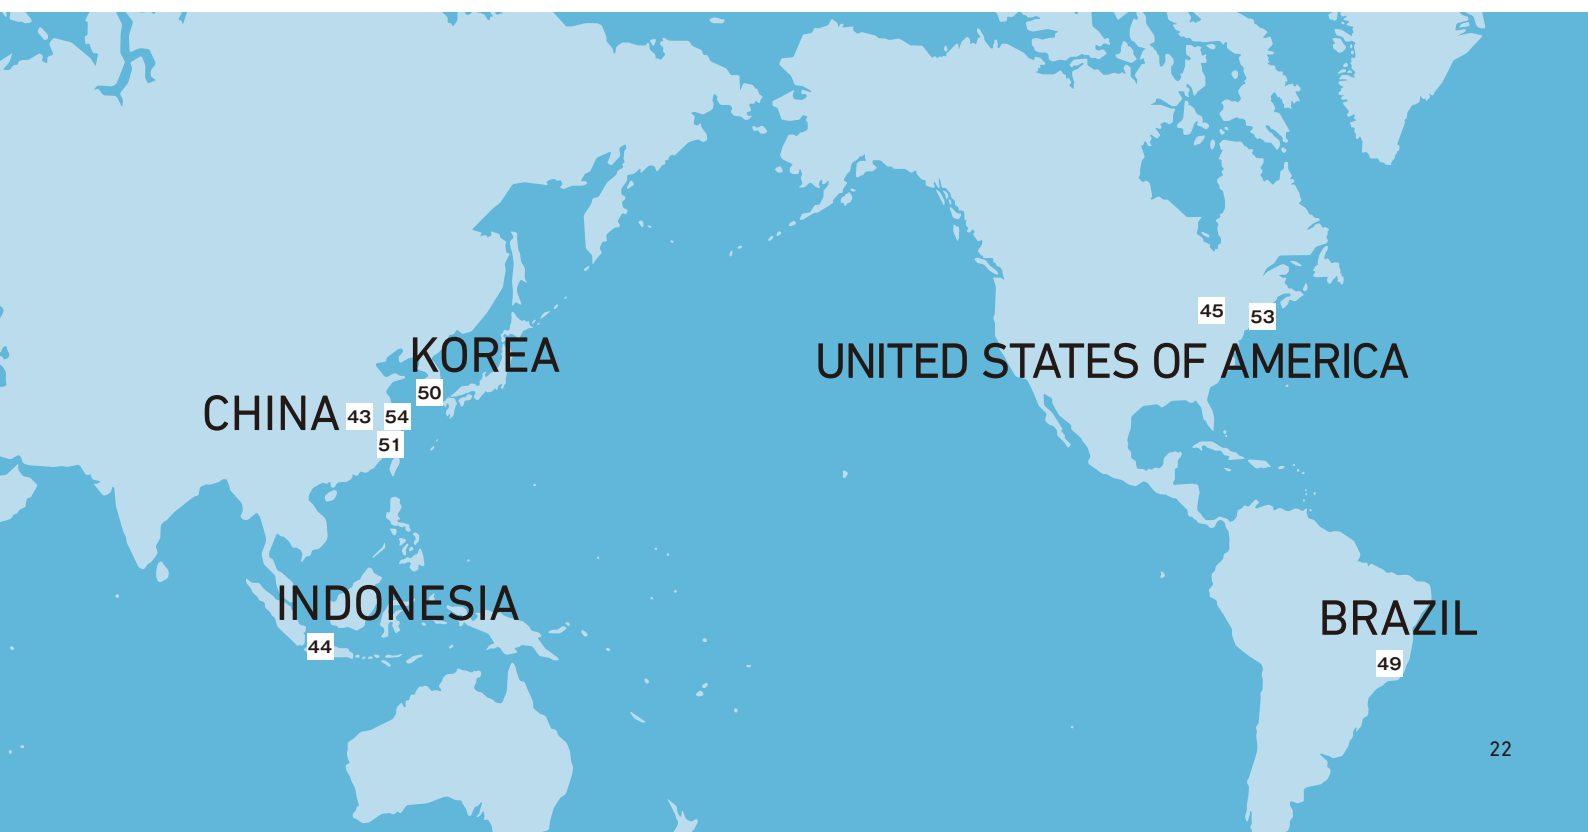 KOREA
50
CHINA 43 54
51
INDONESIA
44
45 53
UNITED STATES OF AMERICA
BRAZIL
49
22